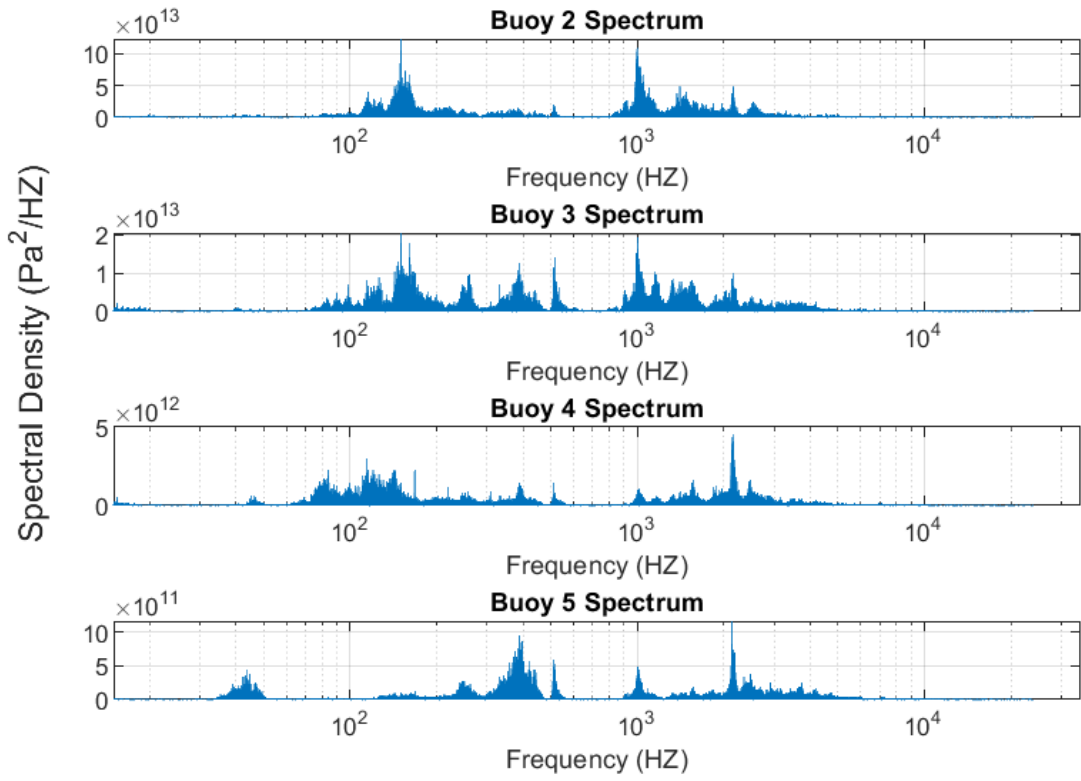 Spectral Density (Pa²/HZ)
Buoy 2 Spectrum
×10¹³
10
5
0
10² 10³ 10⁴
Frequency (HZ)
Buoy 3 Spectrum
×10¹³
2
1
0
10² 10³ 10⁴
Frequency (HZ)
Buoy 4 Spectrum
×10¹²
5
0
10² 10³ 10⁴
Frequency (HZ)
Buoy 5 Spectrum
×10¹¹
10
5
0
10² 10³ 10⁴
Frequency (HZ)